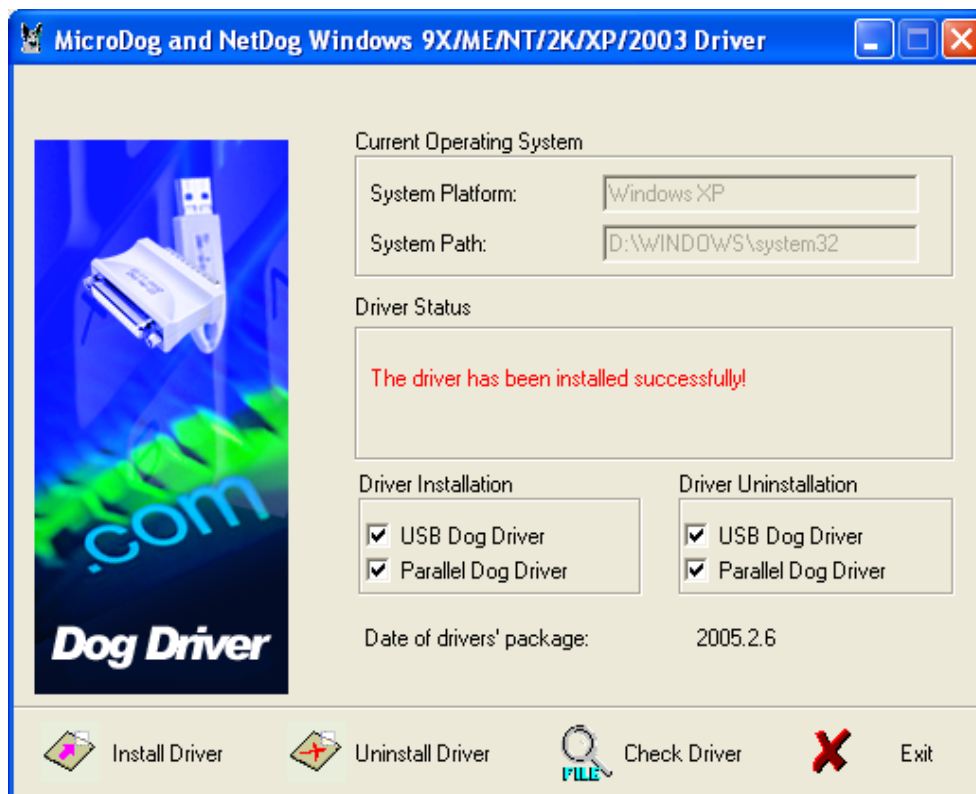 MicroDog and NetDog Windows 9X/ME/NT/2K/XP/2003 Driver
Current Operating System
System Platform: Windows XP
System Path: D:\WINDOWS\system32
Driver Status
The driver has been installed successfully!
Driver Installation
USB Dog Driver
Parallel Dog Driver
Driver Uninstallation
USB Dog Driver
Parallel Dog Driver
Date of drivers' package: 2005.2.6
.com
Dog Driver
Install Driver
Uninstall Driver
FILE
Check Driver
Exit